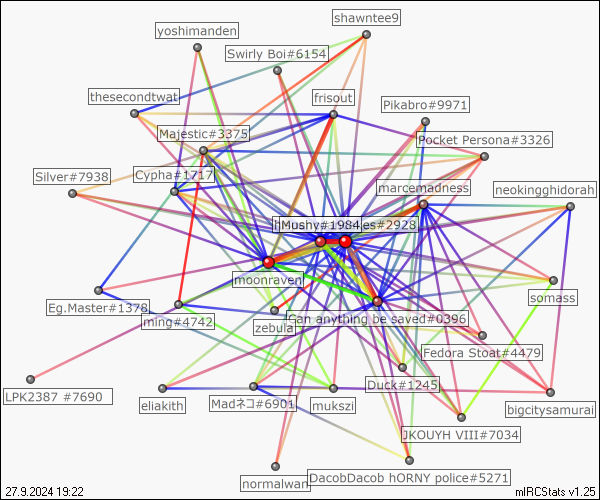 shawntee9
yoshimanden
Swirly Boi#6154
thesecondtwat
frisout
Pikabro#9971
Majestic#3375
Pocket Persona#3326
Silver#7938
Cypha#1717
marcemadness
neokingghidorah
Mushy#1984
es#2928
moonraven
somass
Eg.Master#1378
ming#4742
zebula
Can anything be saved#0396
Fedora Stoat#4479
LPK2387 #7690
eliakith
Madネコ#6901
mukszi
Duck#1245
bigcitysamurai
JKOUYH VIII#7034
normalwan
DacobDacob hORNY police#5271
27.9.2024 19:22
mIRCStats v1.25